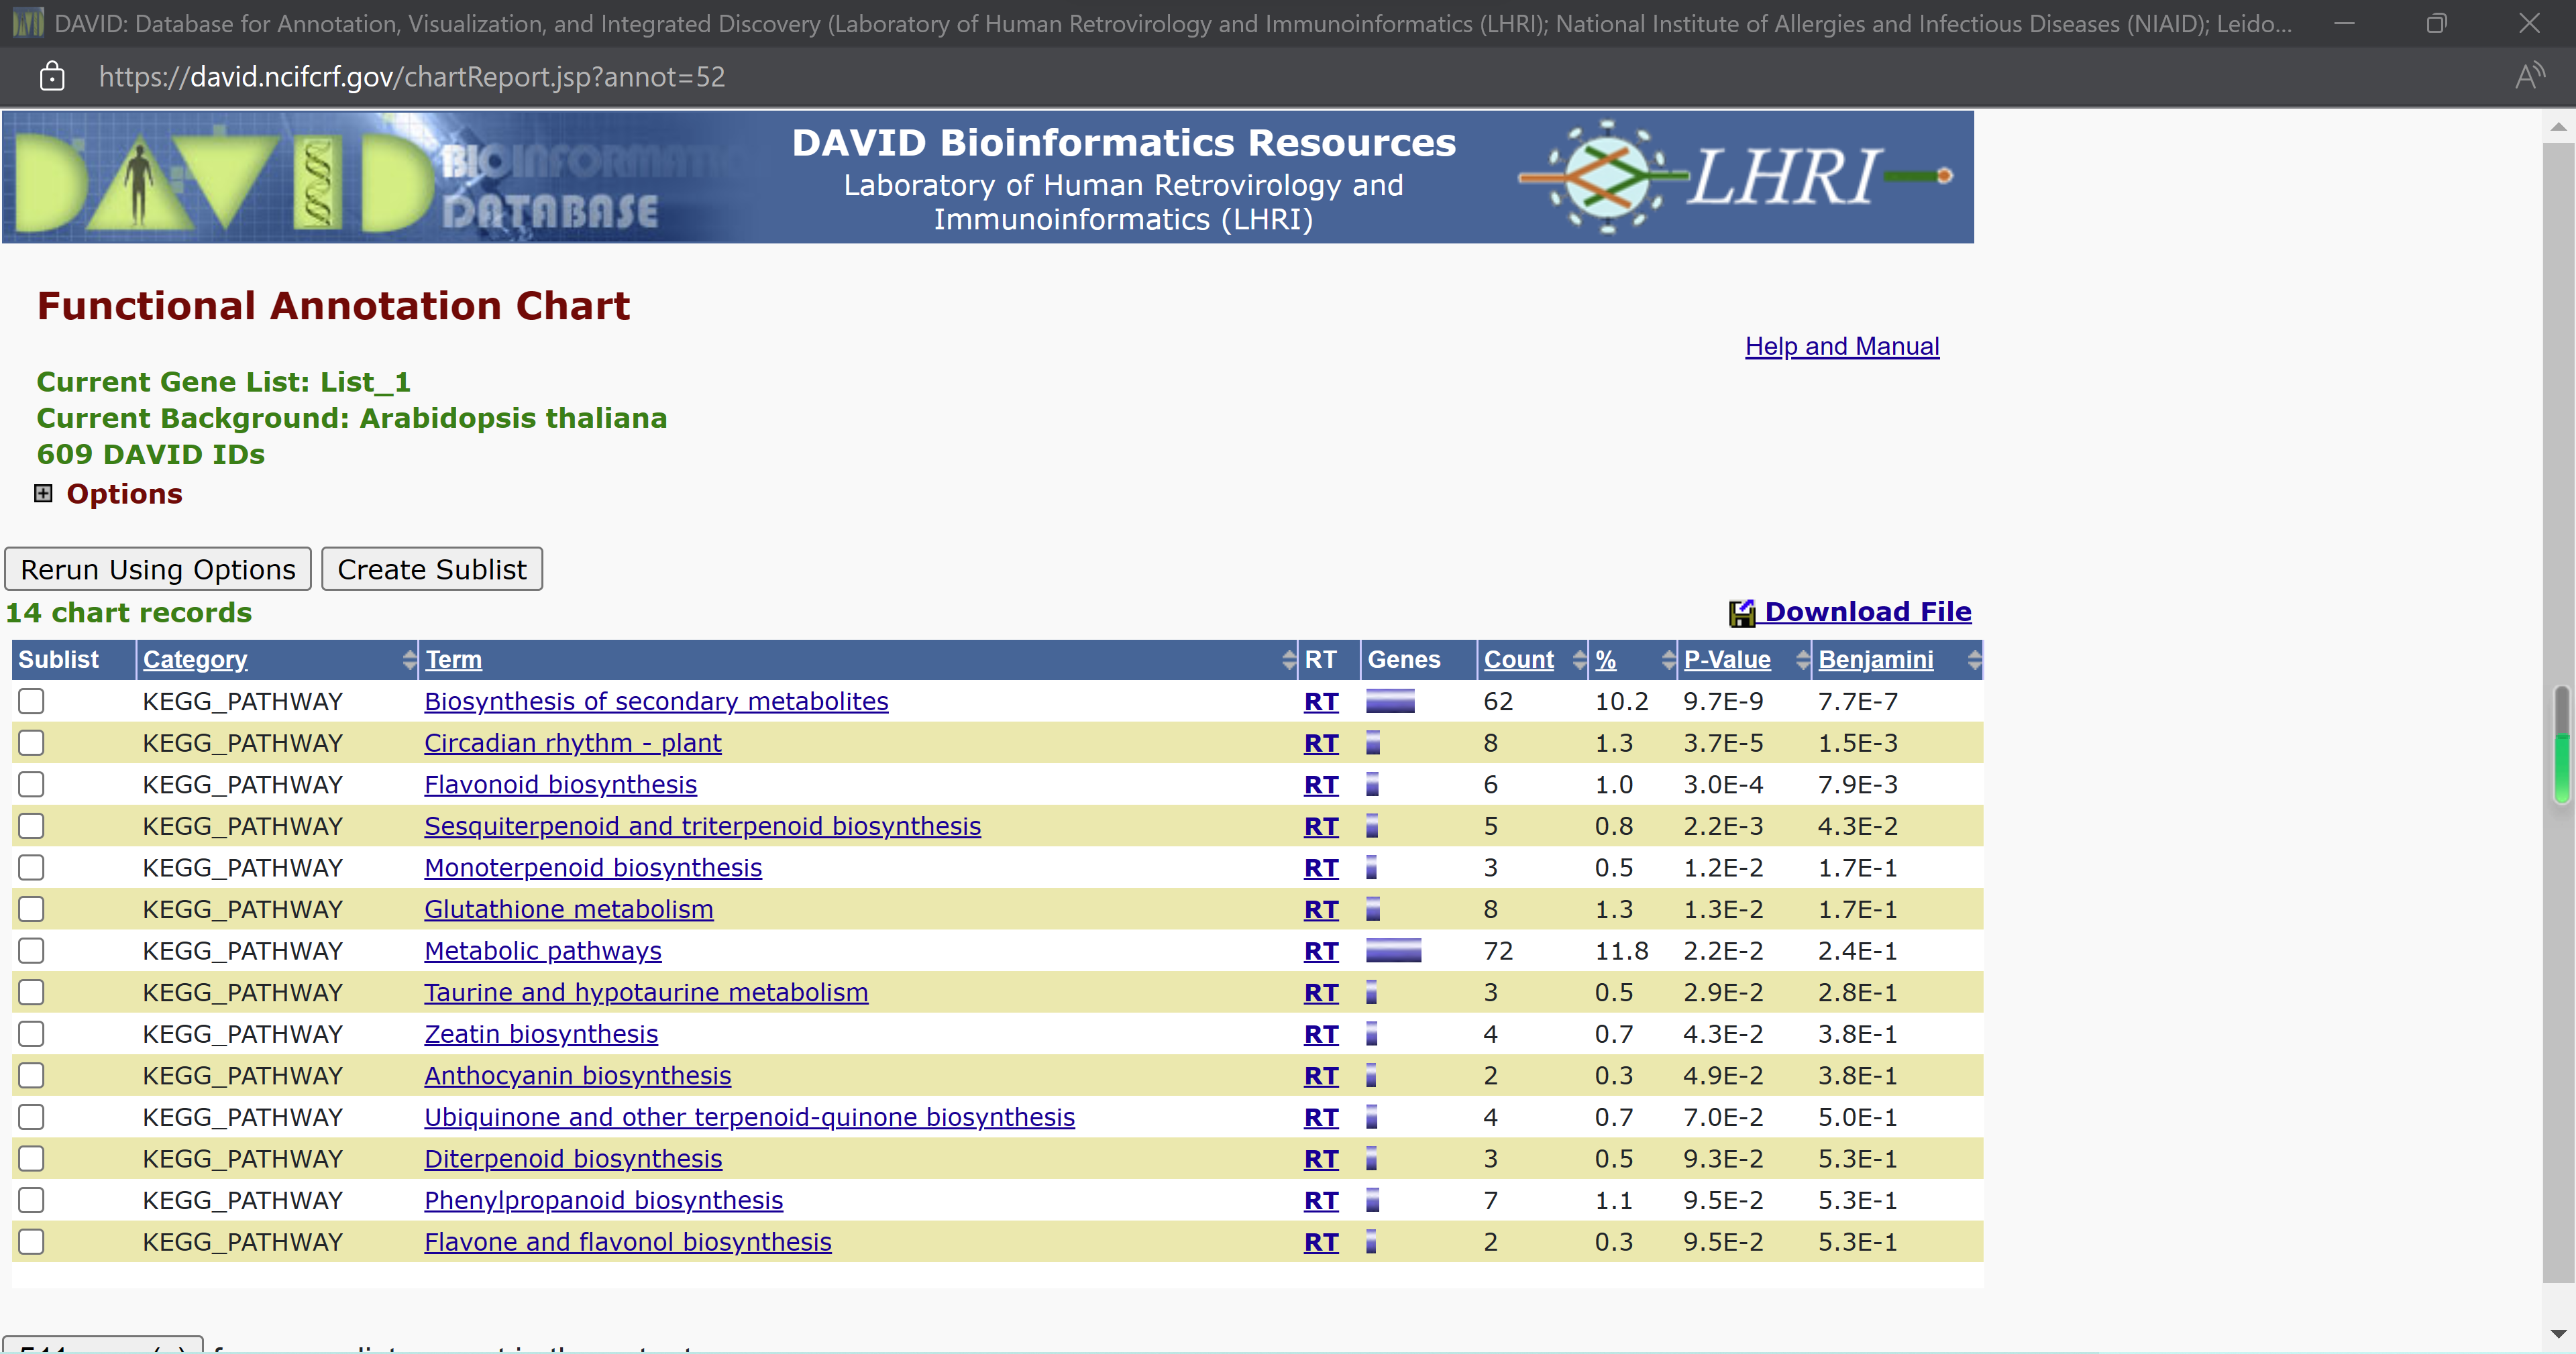 DAVID: Database for Annotation, Visualization, and Integrated Discovery (Laboratory of Human Retrovirology and Immunoinformatics (LHRI); National Institute of Allergies and Infectious Diseases (NIAID); Leido...
https://david.ncifcrf.gov/chartReport.jsp?annot=52
DAVID
BIOINFORMATI
DATABASE
DAVID Bioinformatics Resources
Laboratory of Human Retrovirology and
Immunoinformatics (LHRI)
LHRI
Functional Annotation Chart
Help and Manual
Current Gene List: List_1
Current Background: Arabidopsis thaliana
609 DAVID IDs
Options
Rerun Using Options Create Sublist
14 chart records Download File
Sublist Category Term RT Genes Count % P-Value Benjamini
KEGG_PATHWAY Biosynthesis of secondary metabolites RT 62 10.2 9.7E-9 7.7E-7
KEGG_PATHWAY Circadian rhythm - plant RT 8 1.3 3.7E-5 1.5E-3
KEGG_PATHWAY Flavonoid biosynthesis RT 6 1.0 3.0E-4 7.9E-3
KEGG_PATHWAY Sesquiterpenoid and triterpenoid biosynthesis RT 5 0.8 2.2E-3 4.3E-2
KEGG_PATHWAY Monoterpenoid biosynthesis RT 3 0.5 1.2E-2 1.7E-1
KEGG_PATHWAY Glutathione metabolism RT 8 1.3 1.3E-2 1.7E-1
KEGG_PATHWAY Metabolic pathways RT 72 11.8 2.2E-2 2.4E-1
KEGG_PATHWAY Taurine and hypotaurine metabolism RT 3 0.5 2.9E-2 2.8E-1
KEGG_PATHWAY Zeatin biosynthesis RT 4 0.7 4.3E-2 3.8E-1
KEGG_PATHWAY Anthocyanin biosynthesis RT 2 0.3 4.9E-2 3.8E-1
KEGG_PATHWAY Ubiquinone and other terpenoid-quinone biosynthesis RT 4 0.7 7.0E-2 5.0E-1
KEGG_PATHWAY Diterpenoid biosynthesis RT 3 0.5 9.3E-2 5.3E-1
KEGG_PATHWAY Phenylpropanoid biosynthesis RT 7 1.1 9.5E-2 5.3E-1
KEGG_PATHWAY Flavone and flavonol biosynthesis RT 2 0.3 9.5E-2 5.3E-1